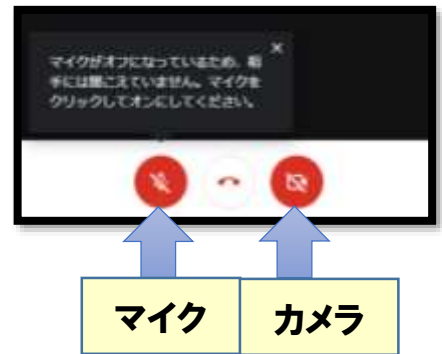 マイクがオフになっているため、相
手には聞こえていません。マイクを
クリックしてオンにしてください。
マイク
カメラ